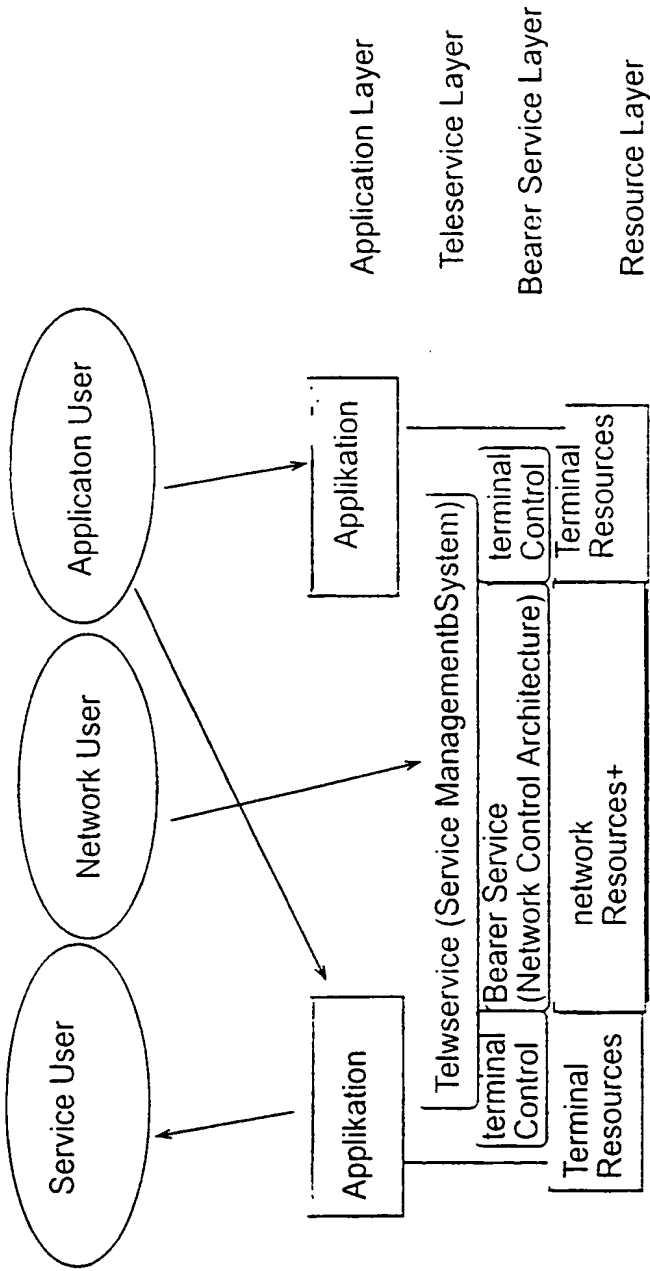 Service User
Network User
Applicaton User
Applikation
Applikation
Application Layer
Telwservice (Service ManagementbSystem)
Teleservice Layer
terminal
Control
Bearer Service
(Network Control Architecture)
terminal
Control
Bearer Service Layer
Terminal
Resources
network
Resources+
Terminal
Resources
Resource Layer